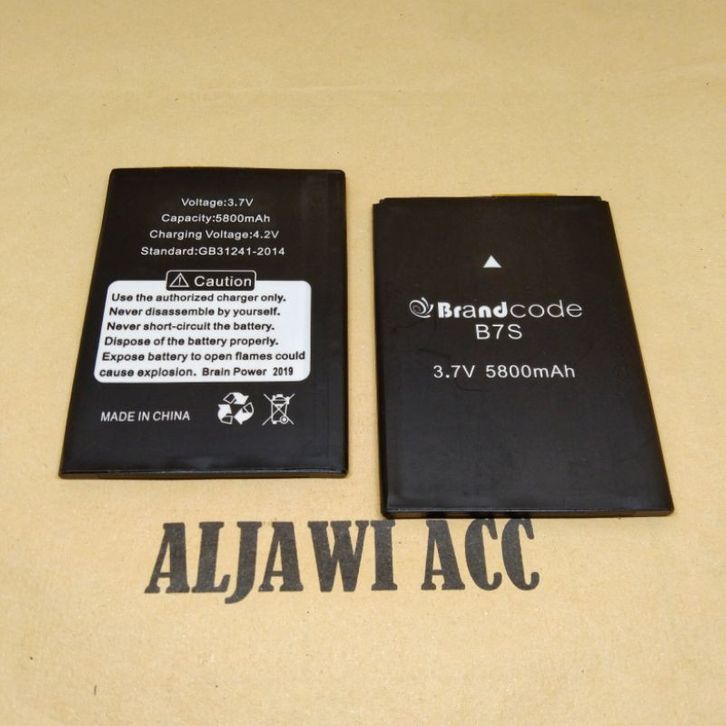 Voltage:3.7V
Capacity:5800mAh
Charging Voltage:4.2V
Standard:GB31241-2014
Caution
Use the authorized charger only.
Never disassemble by yourself.
Never short-circuit the battery.
Dispose of the battery properly.
Expose battery to open flames could
cause explosion. Brain Power 2019
MADE IN CHINA
Brandcode
B7S
3.7V 5800mAh
ALJAWI ACC